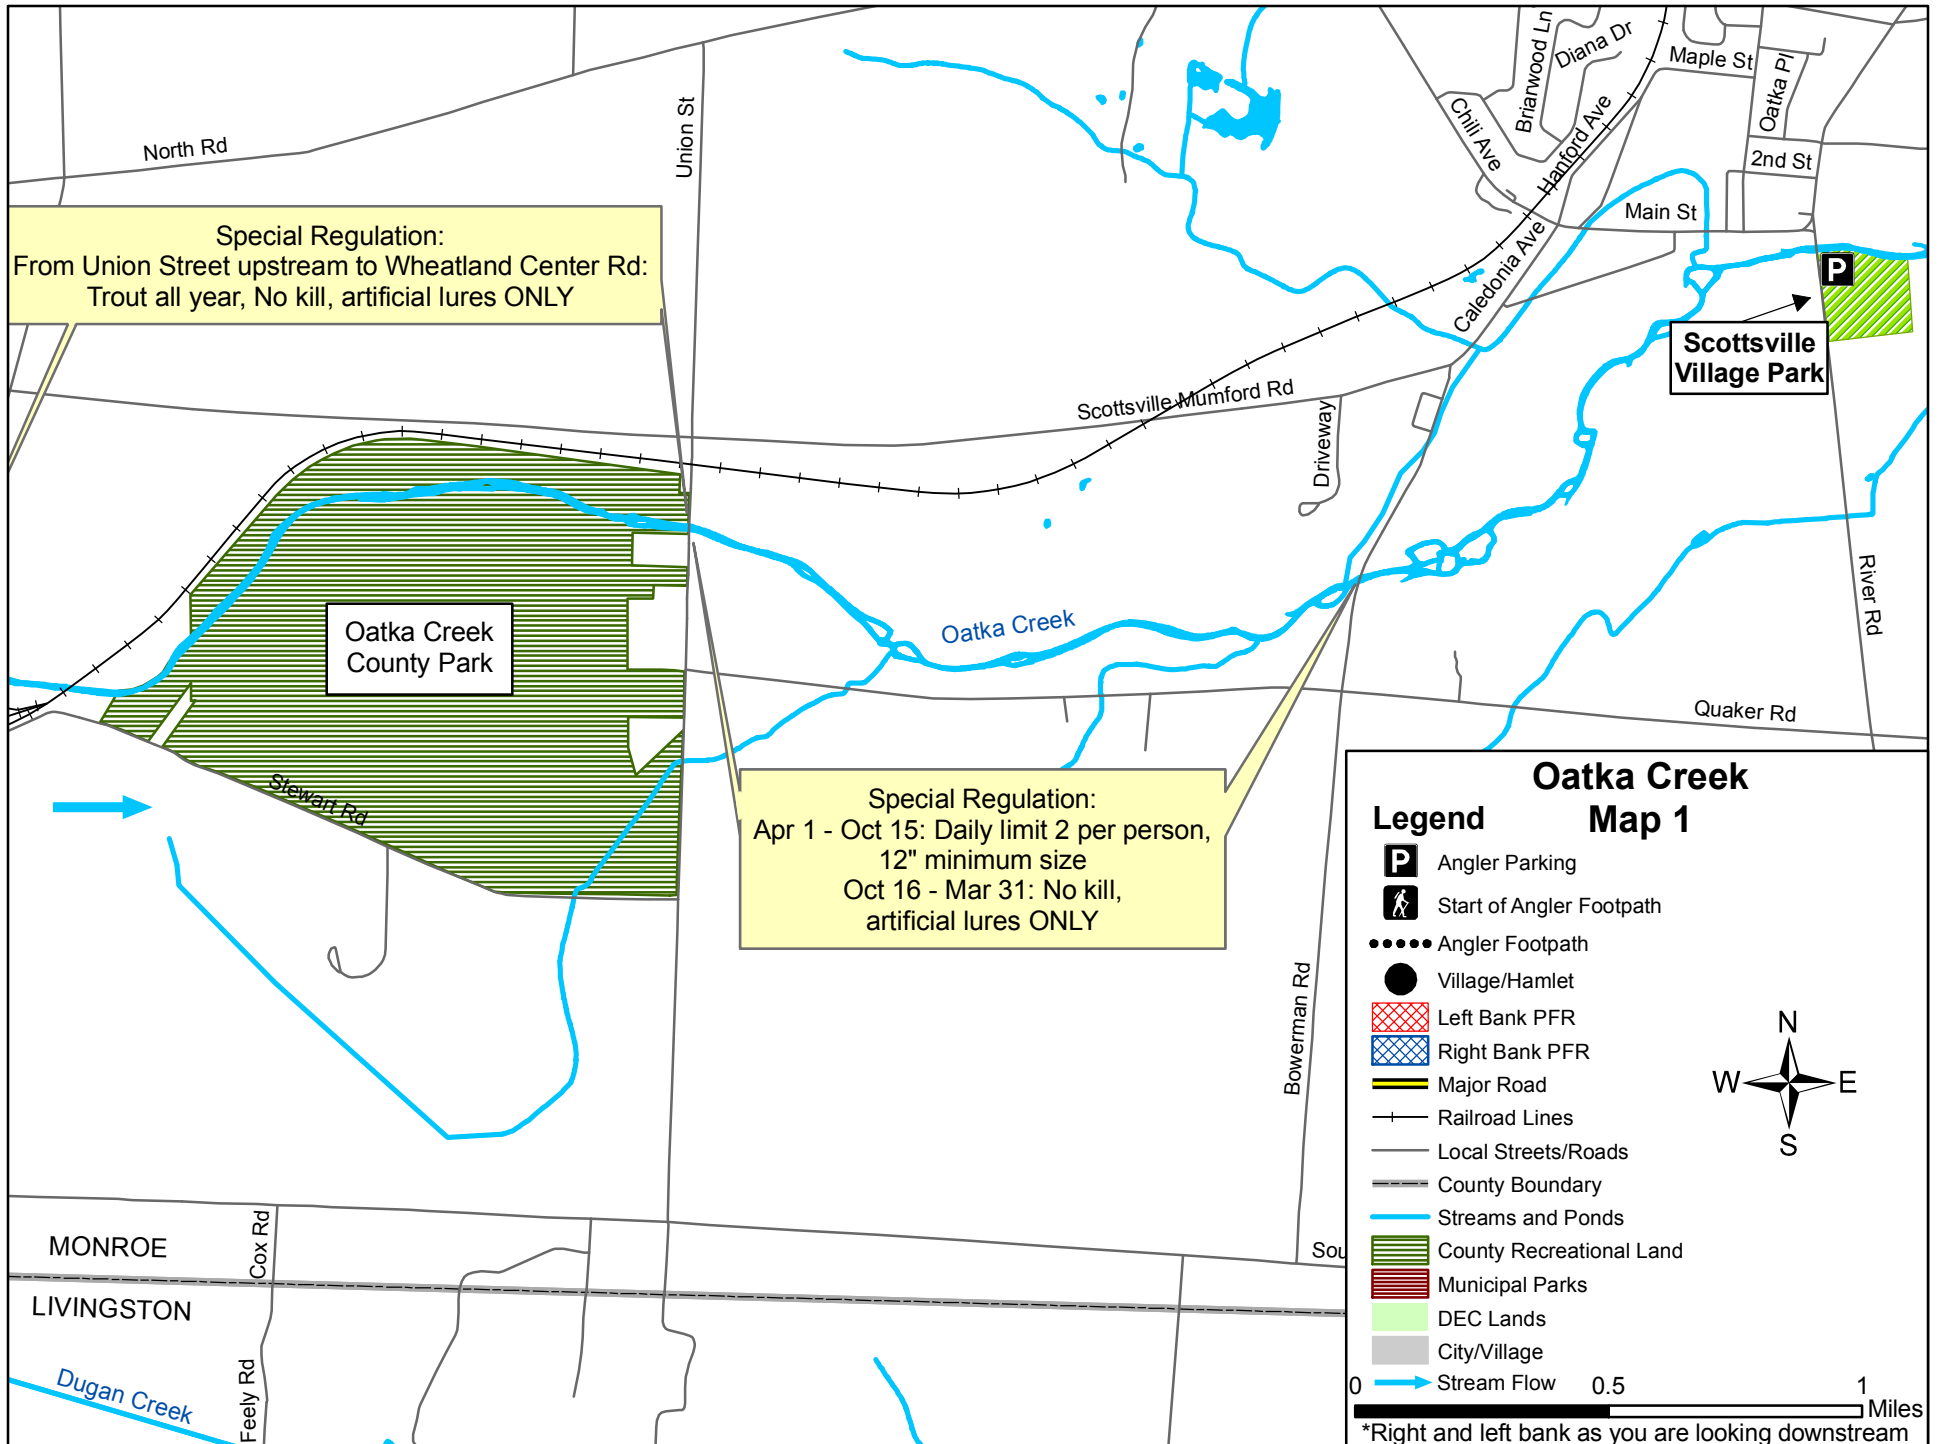 Briarwood Ln
Diana Dr
Maple St
Oatka Pl
Chili Ave
Hanford Ave
2nd St
Union St
North Rd
Main St
Special Regulation:
From Union Street upstream to Wheatland Center Rd:
Trout all year, No kill, artificial lures ONLY
Caledonia Ave
P
Scottsville
Village Park
Scottsville Mumford Rd
Driveway
River Rd
Oatka Creek
Oatka Creek
County Park
Quaker Rd
Stewart Rd
Special Regulation:
Apr 1 - Oct 15: Daily limit 2 per person,
12" minimum size
Oct 16 - Mar 31: No kill,
artificial lures ONLY
Bowerman Rd
Cox Rd
Sou
MONROE
LIVINGSTON
Dugan Creek
Feely Rd
Oatka Creek
Map 1
Legend
P Angler Parking
Start of Angler Footpath
Angler Footpath
Village/Hamlet
Left Bank PFR
Right Bank PFR
Major Road
Railroad Lines
Local Streets/Roads
County Boundary
Streams and Ponds
County Recreational Land
Municipal Parks
DEC Lands
City/Village
Stream Flow
N
W E
S
0 0.5 1
Miles
*Right and left bank as you are looking downstream